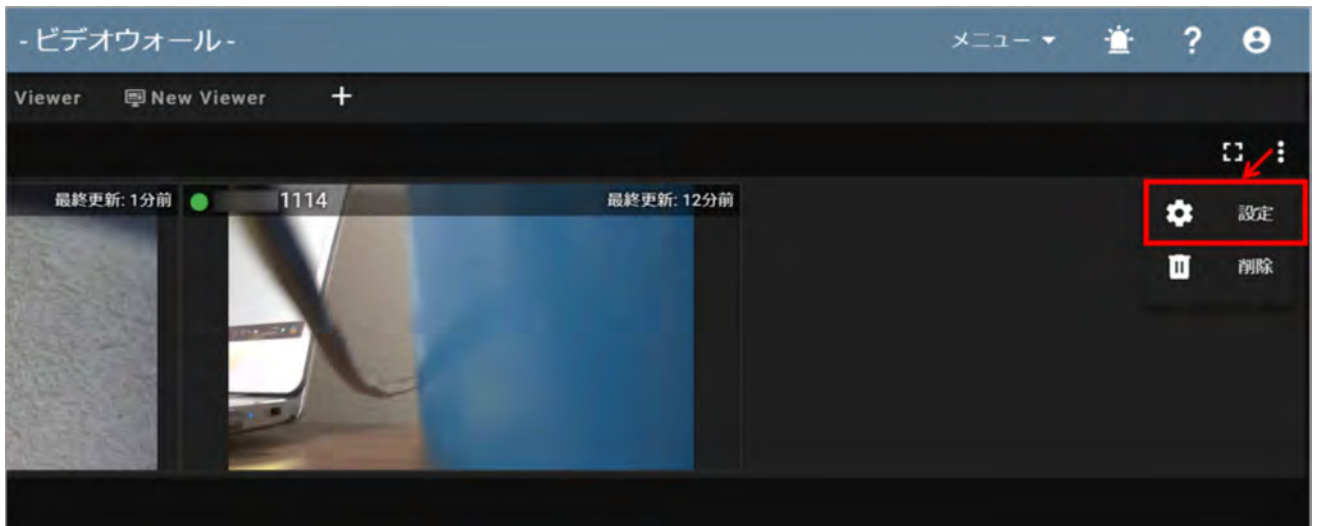 - ビデオウォール -
メニュー
?
Viewer
New Viewer
+
最終更新: 1分前
1114
最終更新: 12分前
設定
削除